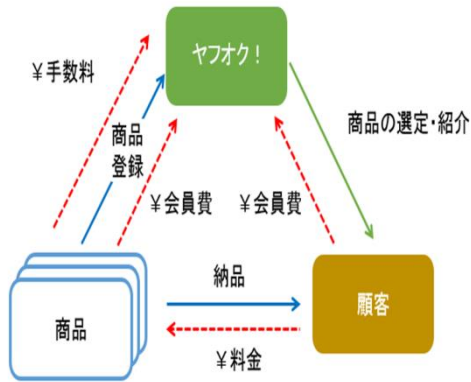 ヤフオク！
￥手数料
商品
登録
商品の選定・紹介
￥会員費
￥会員費
納品
商品
顧客
￥料金